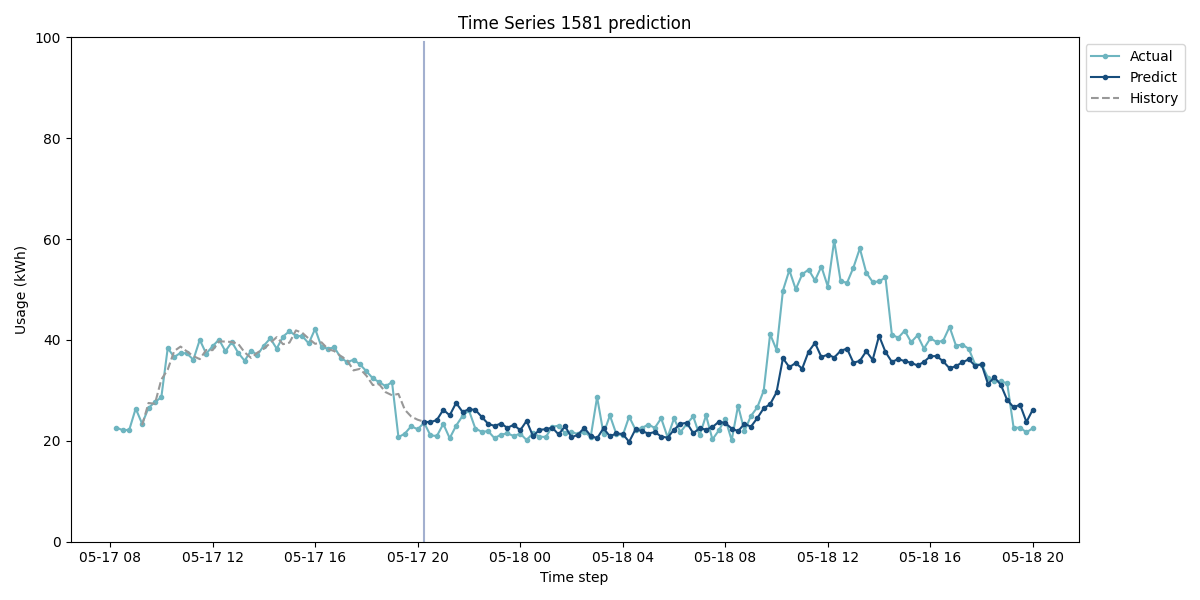 Time Series 1581 prediction
100
80
60
40
20
0
Usage (kWh)
05-17 08
05-17 12
05-17 16
05-17 20
05-18 00
05-18 04
05-18 08
05-18 12
05-18 16
05-18 20
Time step
Actual
Predict
History